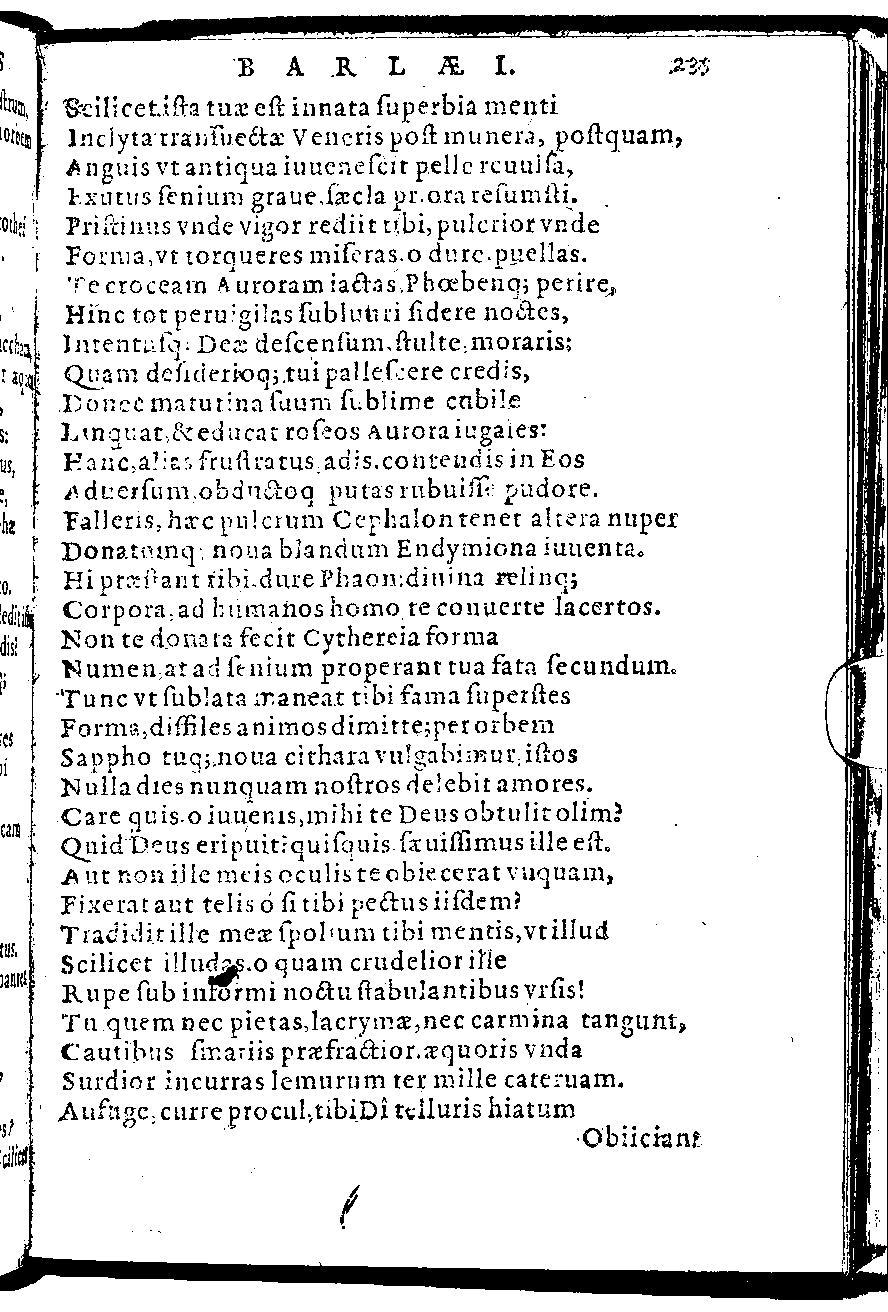 B A R L Æ I. 235
Scilicet ista tuæ est innata superbia menti
Inclyta transuectæ Veneris post munera, postquam,
Anguis vt antiqua iuuenescit pelle reuulsa,
Exutus senium graue, sæcla priora resumsti.
Pristinus vnde vigor rediit tibi, pulcrior vnde
Forma, vt torqueres miseras, o dure, puellas.
Te croceam Auroram iactas, Phœbenq; perire,
Hinc tot peruigilas sublustri sidere noctes,
Intentusq; Deæ descensum, stulte, moraris;
Quam desiderioq; tui pallescere credis,
Donec matutina suum sublime cubile
Linquat, & educat roseos Aurora iugales:
Hanc, alias frustratus, adis, contendis in Eos
Aduersum, obductoq putas rubuisse pudore.
Falleris, hæc pulcrum Cephalon tenet altera nuper
Donatumq; noua blandum Endymiona iuuenta.
Hi præstant tibi, dure Phaon: diuina relinq;
Corpora, ad humanos homo te conuerte lacertos.
Non te donata fecit Cythereia forma
Numen, at ad senium properant tua fata secundum.
Tunc vt sublata maneat tibi fama superstes
Forma, difficiles animos dimitte; per orbem
Sappho tuq;, noua cithara vulgabimur, istos
Nulla dies nunquam nostros delebit amores.
Care quis, o iuuenis, mihi te Deus obtulit olim?
Quid Deus eripuit? quisquis sæuissimus ille est.
Aut non ille meis oculis te obiecerat vnquam,
Fixerat aut telis ó si tibi pectus iisdem?
Tradidit ille meæ spolium tibi mentis, vt illud
Scilicet illudas, o quam crudelior ille
Rupe sub informi noctu stabulantibus vrsis!
Tu quem nec pietas, lacrymæ, nec carmina tangunt,
Cautibus Ismariis præfractior, æquoris vnda
Surdior incurras lemurum ter mille cateruam.
Aufuge, curre procul, tibi Dî telluris hiatum
Obiiciant